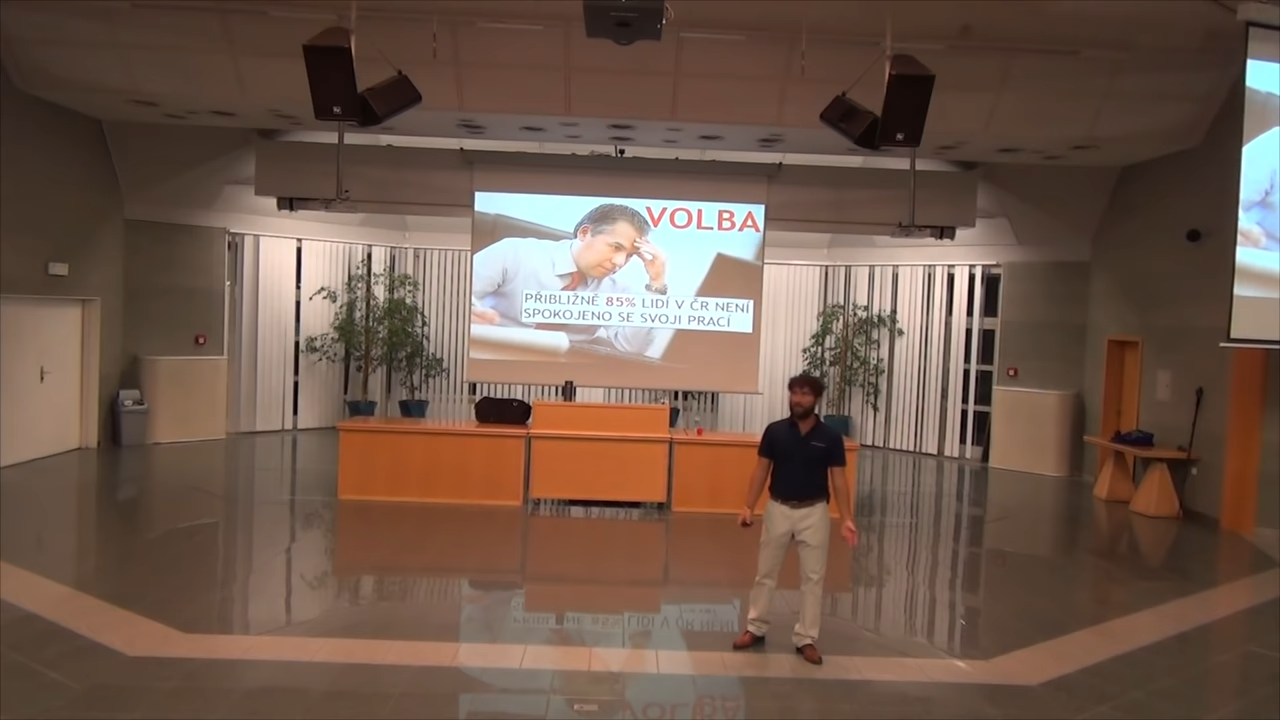 VOLBA
PŘIBLIŽNĚ 85% LIDÍ V ČR NENÍ
SPOKOJENO SE SVOJI PRACÍ